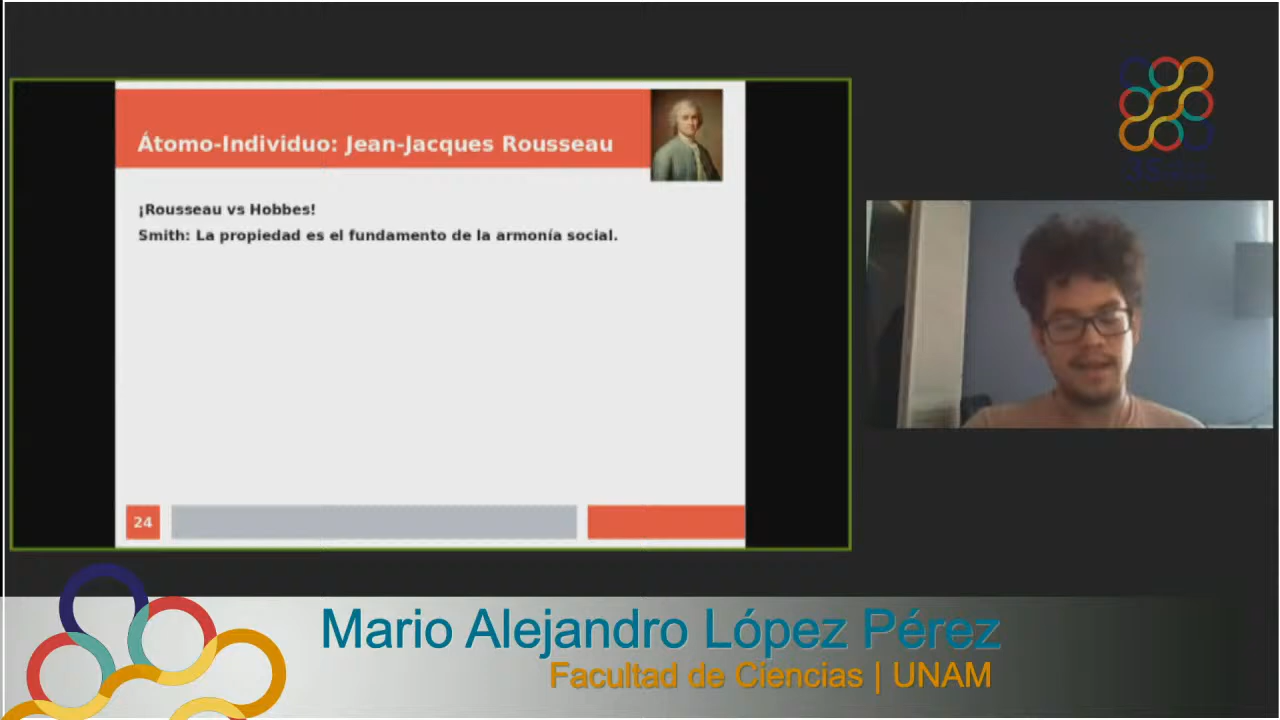 Átomo-Individuo: Jean-Jacques Rousseau
¡Rousseau vs Hobbes!
Smith: La propiedad es el fundamento de la armonía social.
24
Mario Alejandro López Pérez
Facultad de Ciencias | UNAM